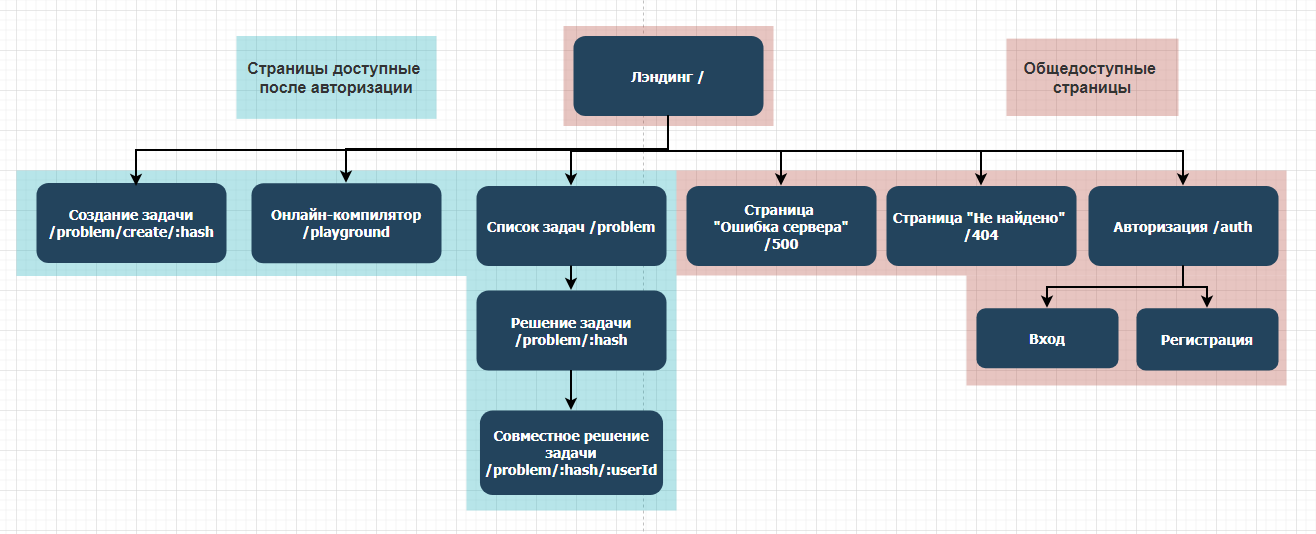 Страницы доступные
после авторизации
Лэндинг /
Общедоступные
страницы
Создание задачи
/problem/create/:hash
Онлайн-компилятор
/playground
Список задач /problem
Страница
"Ошибка сервера"
/500
Страница "Не найдено"
/404
Авторизация /auth
Решение задачи
/problem/:hash
Вход
Регистрация
Совместное решение
задачи
/problem/:hash/:userId